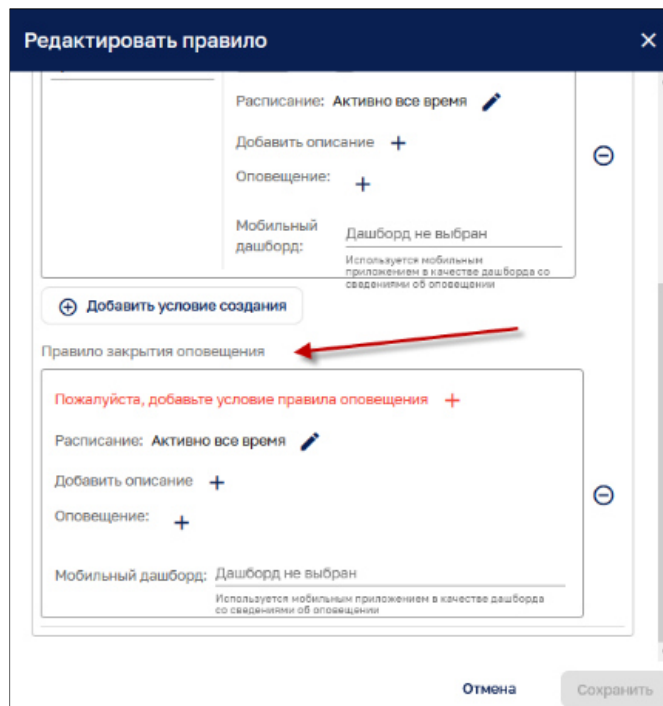 Редактировать правило
Расписание: Активно все время
Добавить описание
Оповещение:
Мобильный дашборд:
Дашборд не выбран
Используется мобильным
приложением в качестве дашборда со
сведениями об оповещении
Добавить условие создания
Правило закрытия оповещения
Пожалуйста, добавьте условие правила оповещения
Расписание: Активно все время
Добавить описание
Оповещение:
Мобильный дашборд: Дашборд не выбран
Используется мобильным приложением в качестве дашборда
со сведениями об оповещении
Отмена
Сохранить